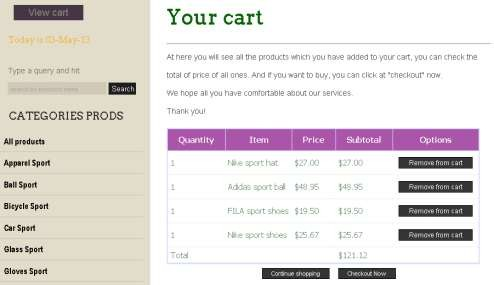 View cart
Today is 03-May-13
Type a query and hit
Search
CATEGORIES PRODS
All products
Apparel Sport
Ball Sport
Bicycle Sport
Car Sport
Glass Sport
Gloves Sport
Your cart
At here you will see all the products which you have added to your cart, you can check the
total of price of all ones. And if you want to buy, you can click at "checkout" now.
We hope all you have comfortable about our services.
Thank you!
Quantity Item Price Subtotal Options
1 Nike sport hat $27.00 $27.00 Remove from cart
1 Adidas sport ball $48.95 $48.95 Remove from cart
1 FILA sport shoes $19.50 $19.50 Remove from cart
1 Nike sport shoes $25.67 $25.67 Remove from cart
Total $121.12
Continue shopping Checkout Now